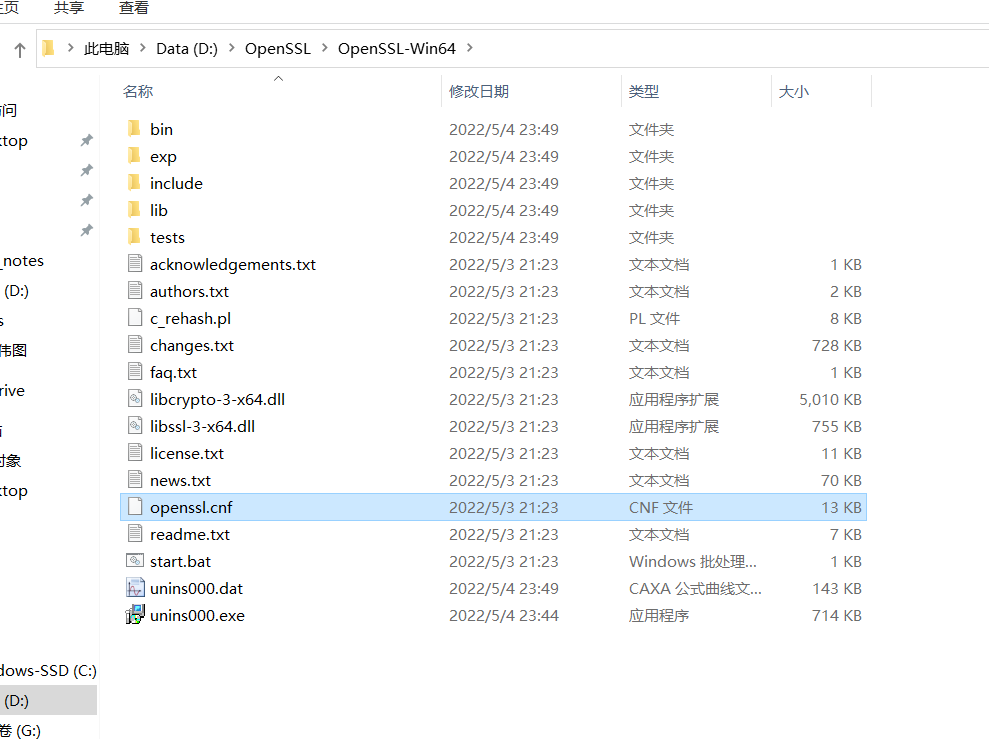 主页 共享 查看
此电脑 > Data (D:) > OpenSSL > OpenSSL-Win64 >
名称 修改日期 类型 大小
bin 2022/5/4 23:49 文件夹
exp 2022/5/4 23:49 文件夹
include 2022/5/4 23:49 文件夹
lib 2022/5/4 23:49 文件夹
tests 2022/5/4 23:49 文件夹
acknowledgements.txt 2022/5/3 21:23 文本文档 1 KB
authors.txt 2022/5/3 21:23 文本文档 2 KB
c_rehash.pl 2022/5/3 21:23 PL 文件 8 KB
changes.txt 2022/5/3 21:23 文本文档 728 KB
faq.txt 2022/5/3 21:23 文本文档 1 KB
libcrypto-3-x64.dll 2022/5/3 21:23 应用程序扩展 5,010 KB
libssl-3-x64.dll 2022/5/3 21:23 应用程序扩展 755 KB
license.txt 2022/5/3 21:23 文本文档 11 KB
news.txt 2022/5/3 21:23 文本文档 70 KB
openssl.cnf 2022/5/3 21:23 CNF 文件 13 KB
readme.txt 2022/5/3 21:23 文本文档 7 KB
start.bat 2022/5/3 21:23 Windows 批处理... 1 KB
unins000.dat 2022/5/4 23:49 CAXA 公式曲线文... 143 KB
unins000.exe 2022/5/4 23:44 应用程序 714 KB
问
ktop
_notes
(D:)
s
伟图
rive
对象
ktop
dows-SSD (C:)
(D:)
卷 (G:)